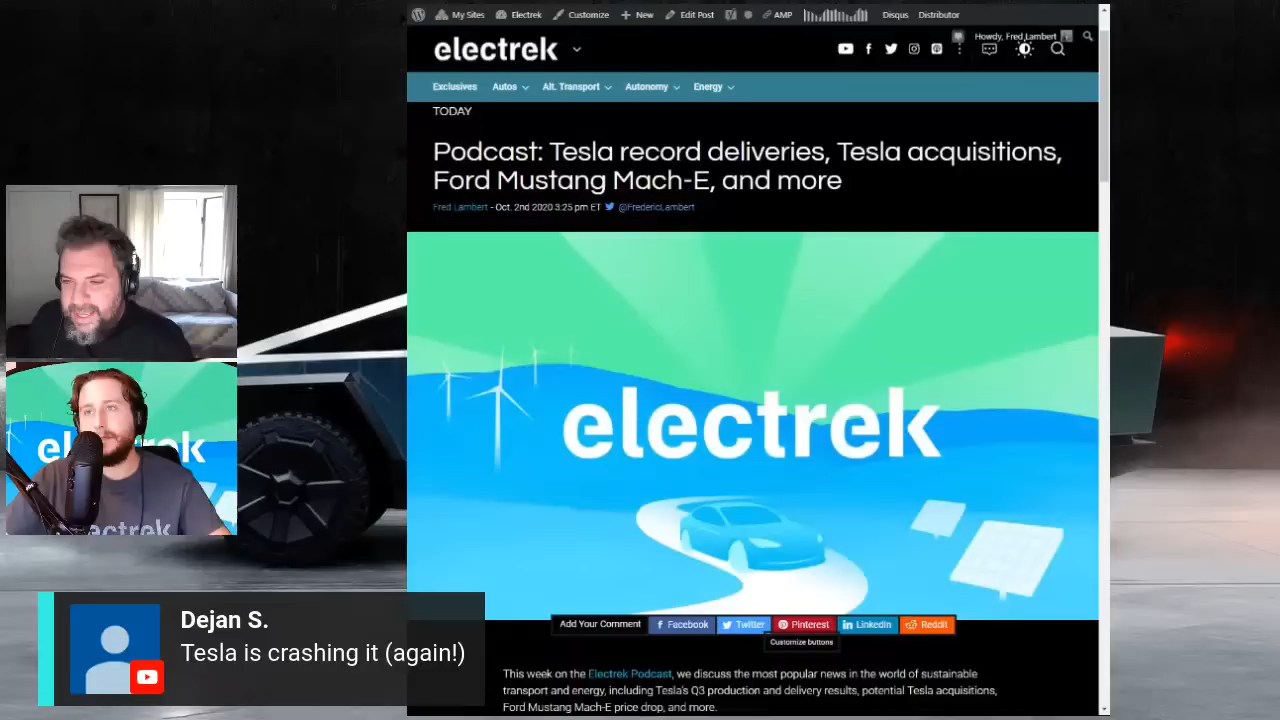 My Sites Electrek Customize New Edit Post AMP Disqus Distributor
Howdy, Fred Lambert
electrek
Exclusives Autos Alt. Transport Autonomy Energy
TODAY
Podcast: Tesla record deliveries, Tesla acquisitions,
Ford Mustang Mach-E, and more
Fred Lambert - Oct. 2nd 2020 3:25 pm ET @FredericLambert
electrek
Add Your Comment Facebook Twitter Pinterest LinkedIn Reddit
Customize buttons
This week on the Electrek Podcast, we discuss the most popular news in the world of sustainable
transport and energy, including Tesla's Q3 production and delivery results, potential Tesla acquisitions,
Ford Mustang Mach-E price drop, and more.
Dejan S.
Tesla is crashing it (again!)